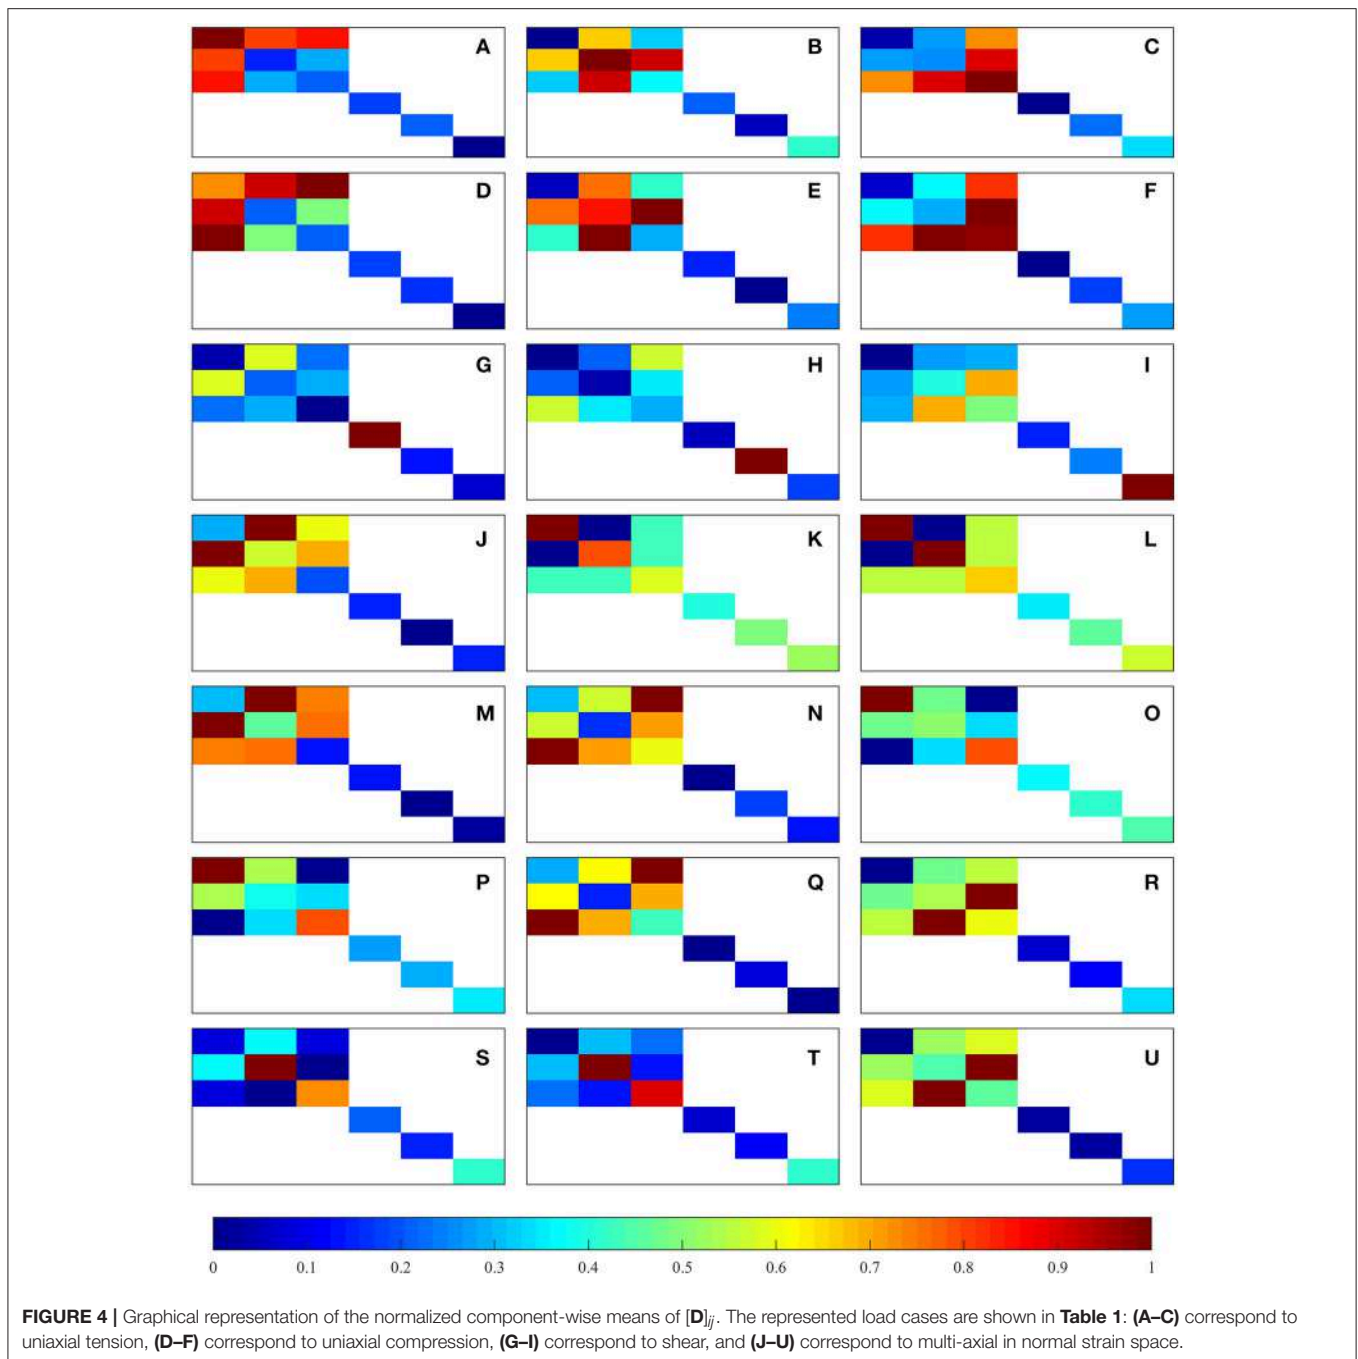 A B C
D E F
G H I
J K L
M N O
P Q R
S T U
0 0.1 0.2 0.3 0.4 0.5 0.6 0.7 0.8 0.9 1
FIGURE 4 | Graphical representation of the normalized component-wise means of [D]ij. The represented load cases are shown in Table 1: (A–C) correspond to
uniaxial tension, (D–F) correspond to uniaxial compression, (G–I) correspond to shear, and (J–U) correspond to multi-axial in normal strain space.